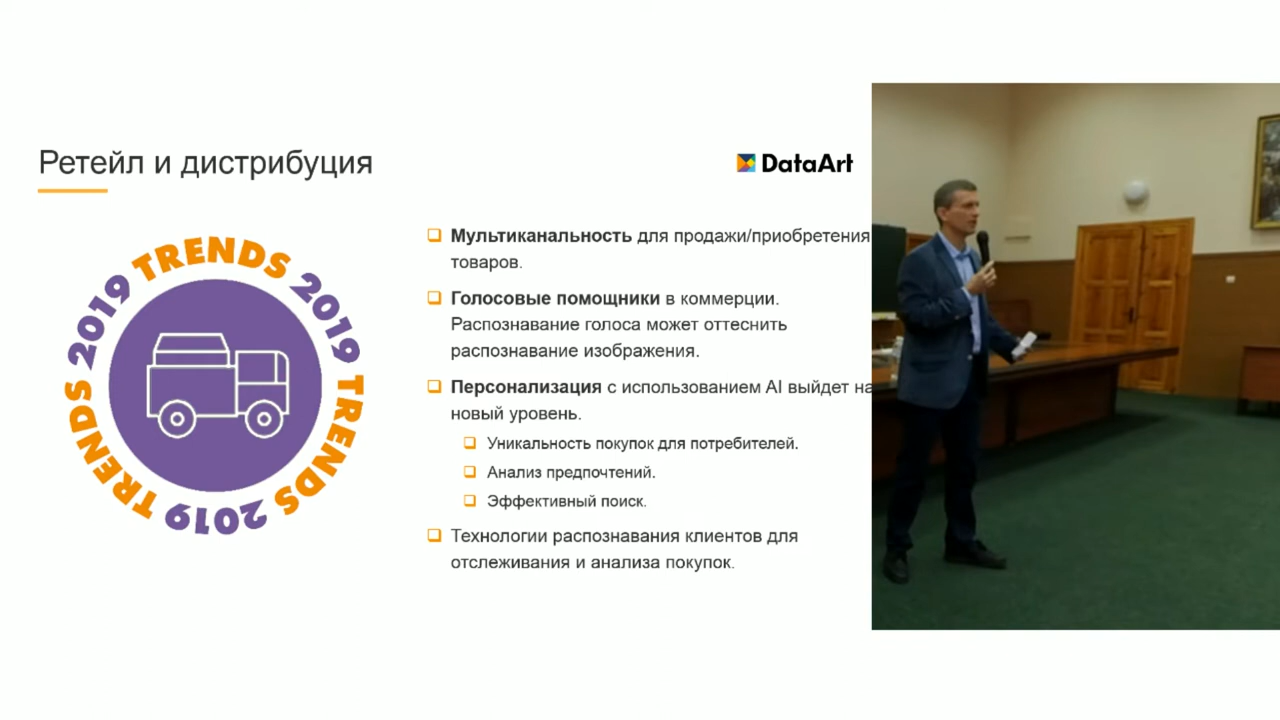 Ретейл и дистрибуция
DataArt
TRENDS 2019 TRENDS 2019 TRENDS 2019
Мультиканальность для продажи/приобретения
товаров.
Голосовые помощники в коммерции.
Распознавание голоса может оттеснить
распознавание изображения.
Персонализация с использованием AI выйдет на
новый уровень.
Уникальность покупок для потребителей.
Анализ предпочтений.
Эффективный поиск.
Технологии распознавания клиентов для
отслеживания и анализа покупок.